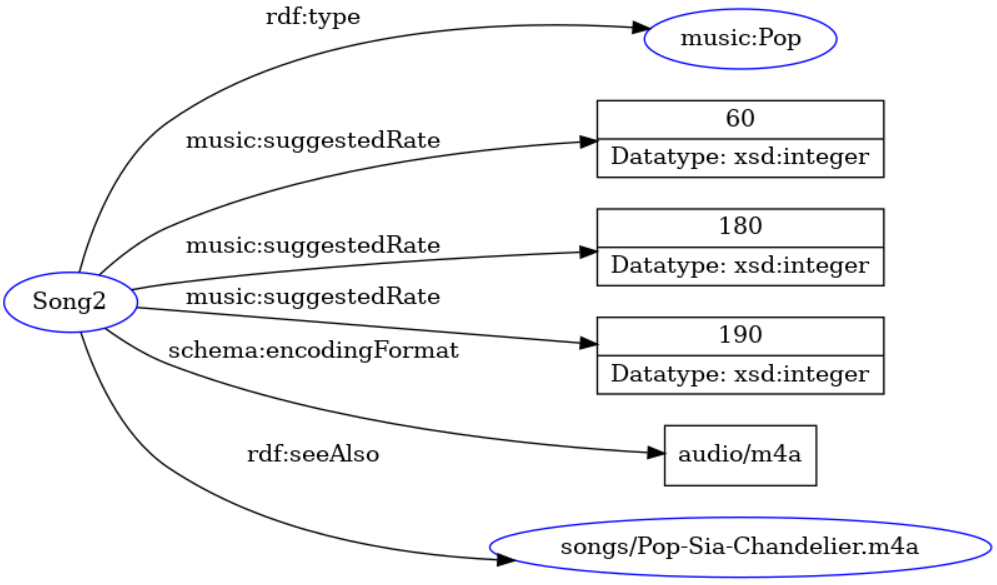 rdf:type
music:Pop
music:suggestedRate
60
Datatype: xsd:integer
music:suggestedRate
180
Datatype: xsd:integer
Song2
music:suggestedRate
190
Datatype: xsd:integer
schema:encodingFormat
audio/m4a
rdf:seeAlso
songs/Pop-Sia-Chandelier.m4a